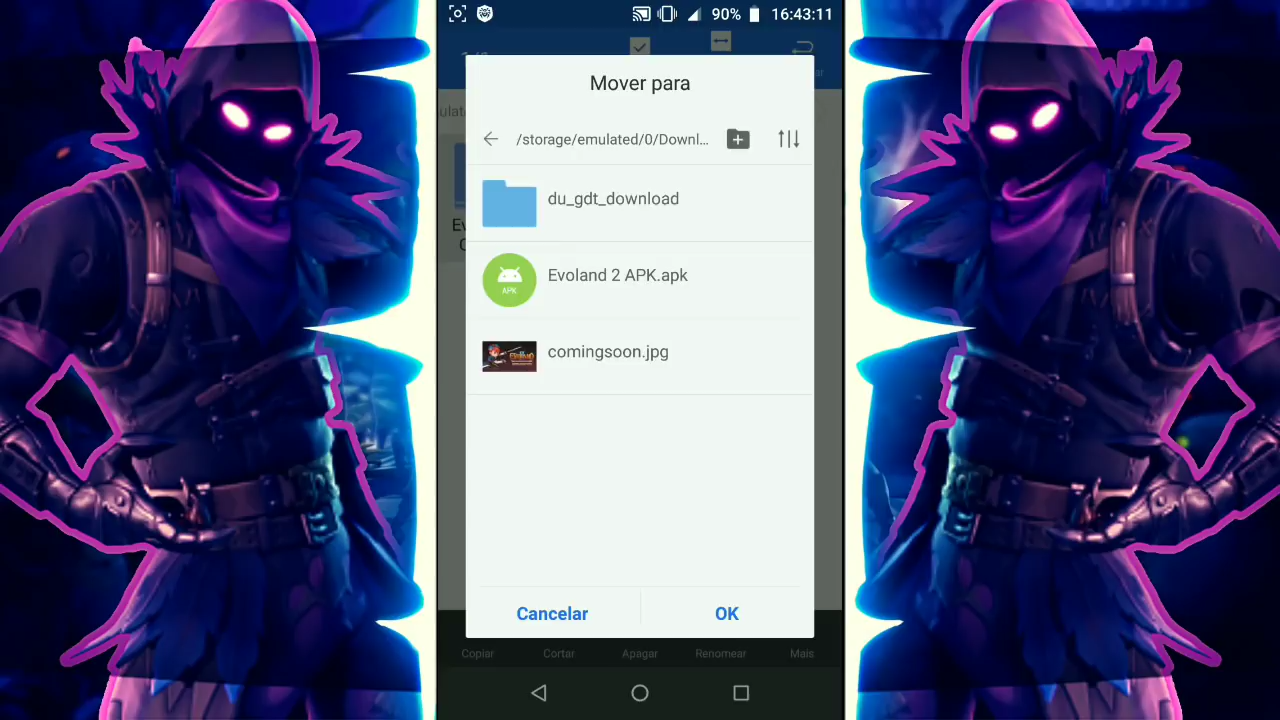 90% 16:43:11
Mover para
/storage/emulated/0/Downl...
du_gdt_download
Evoland 2 APK.apk
APK
comingsoon.jpg
Cancelar
OK
Copiar
Cortar
Apagar
Renomear
Mais